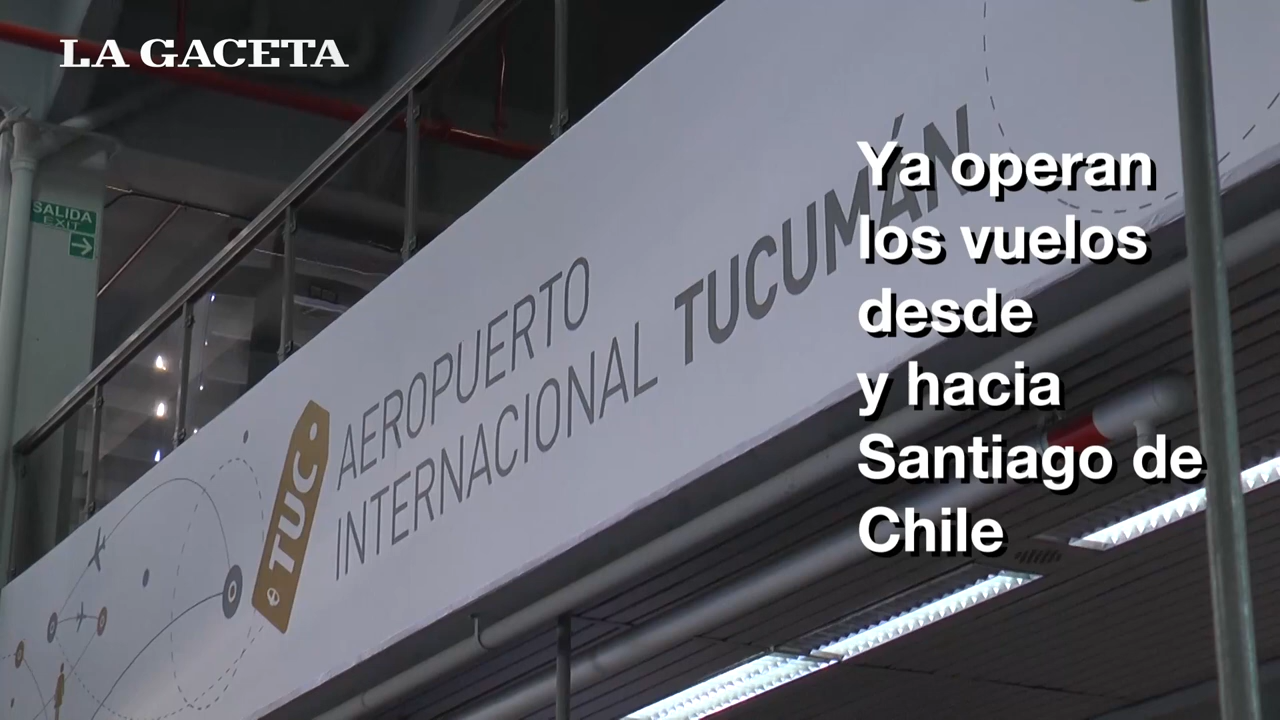 LA GACETA
SALIDA
EXIT
AEROPUERTO
INTERNACIONAL TUCUMÁN
TUC
Ya operan
los vuelos
desde
y hacia
Santiago de
Chile